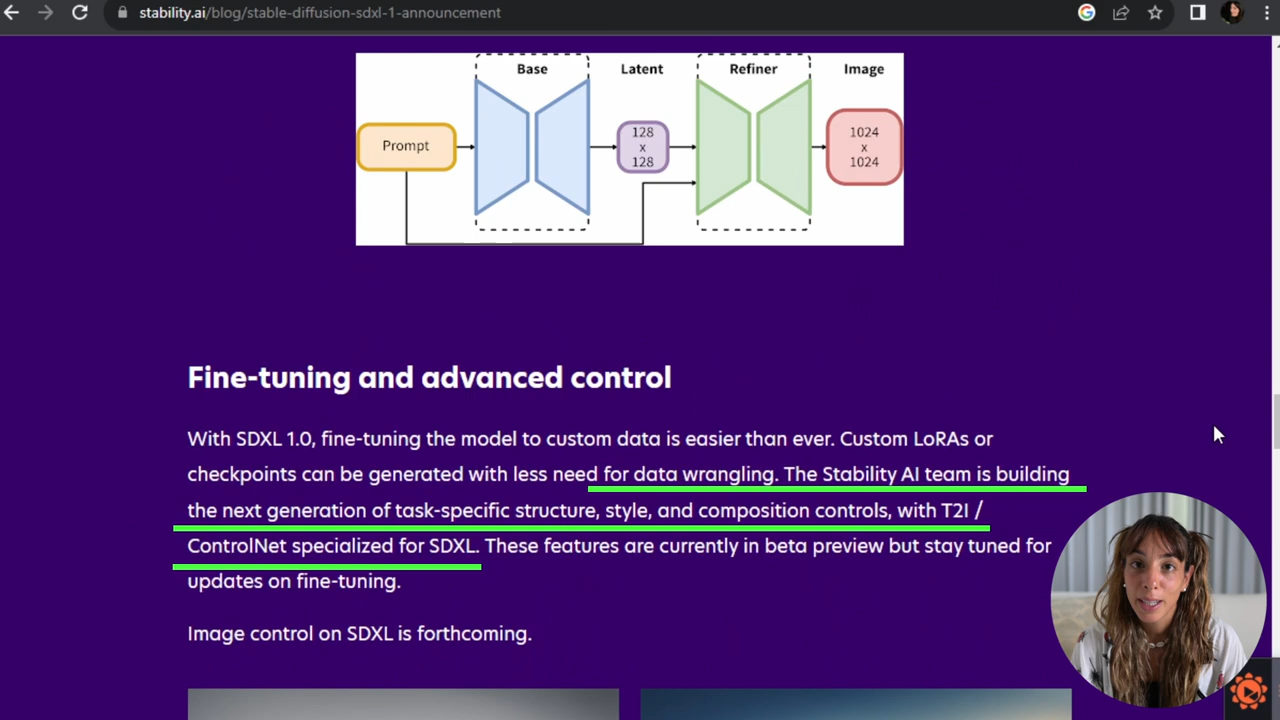 stability.ai/blog/stable-diffusion-sdxl-1-announcement
Base Latent Refiner Image
Prompt
128
x
128
1024
x
1024
Fine-tuning and advanced control
With SDXL 1.0, fine-tuning the model to custom data is easier than ever. Custom LoRAs or
checkpoints can be generated with less need for data wrangling. The Stability AI team is building
the next generation of task-specific structure, style, and composition controls, with T2I /
ControlNet specialized for SDXL. These features are currently in beta preview but stay tuned for
updates on fine-tuning.
Image control on SDXL is forthcoming.